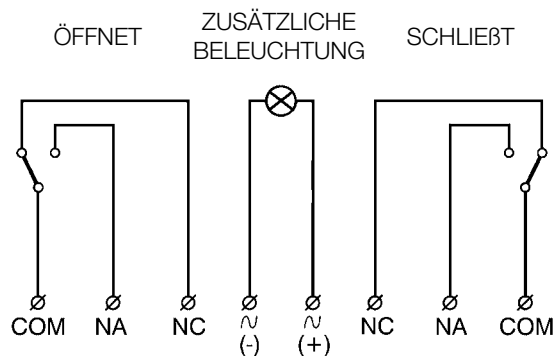 ÖFFNET
ZUSÄTZLICHE
BELEUCHTUNG
SCHLIEßT
COM NA NC ~ ~ NC NA COM
(-) (+)